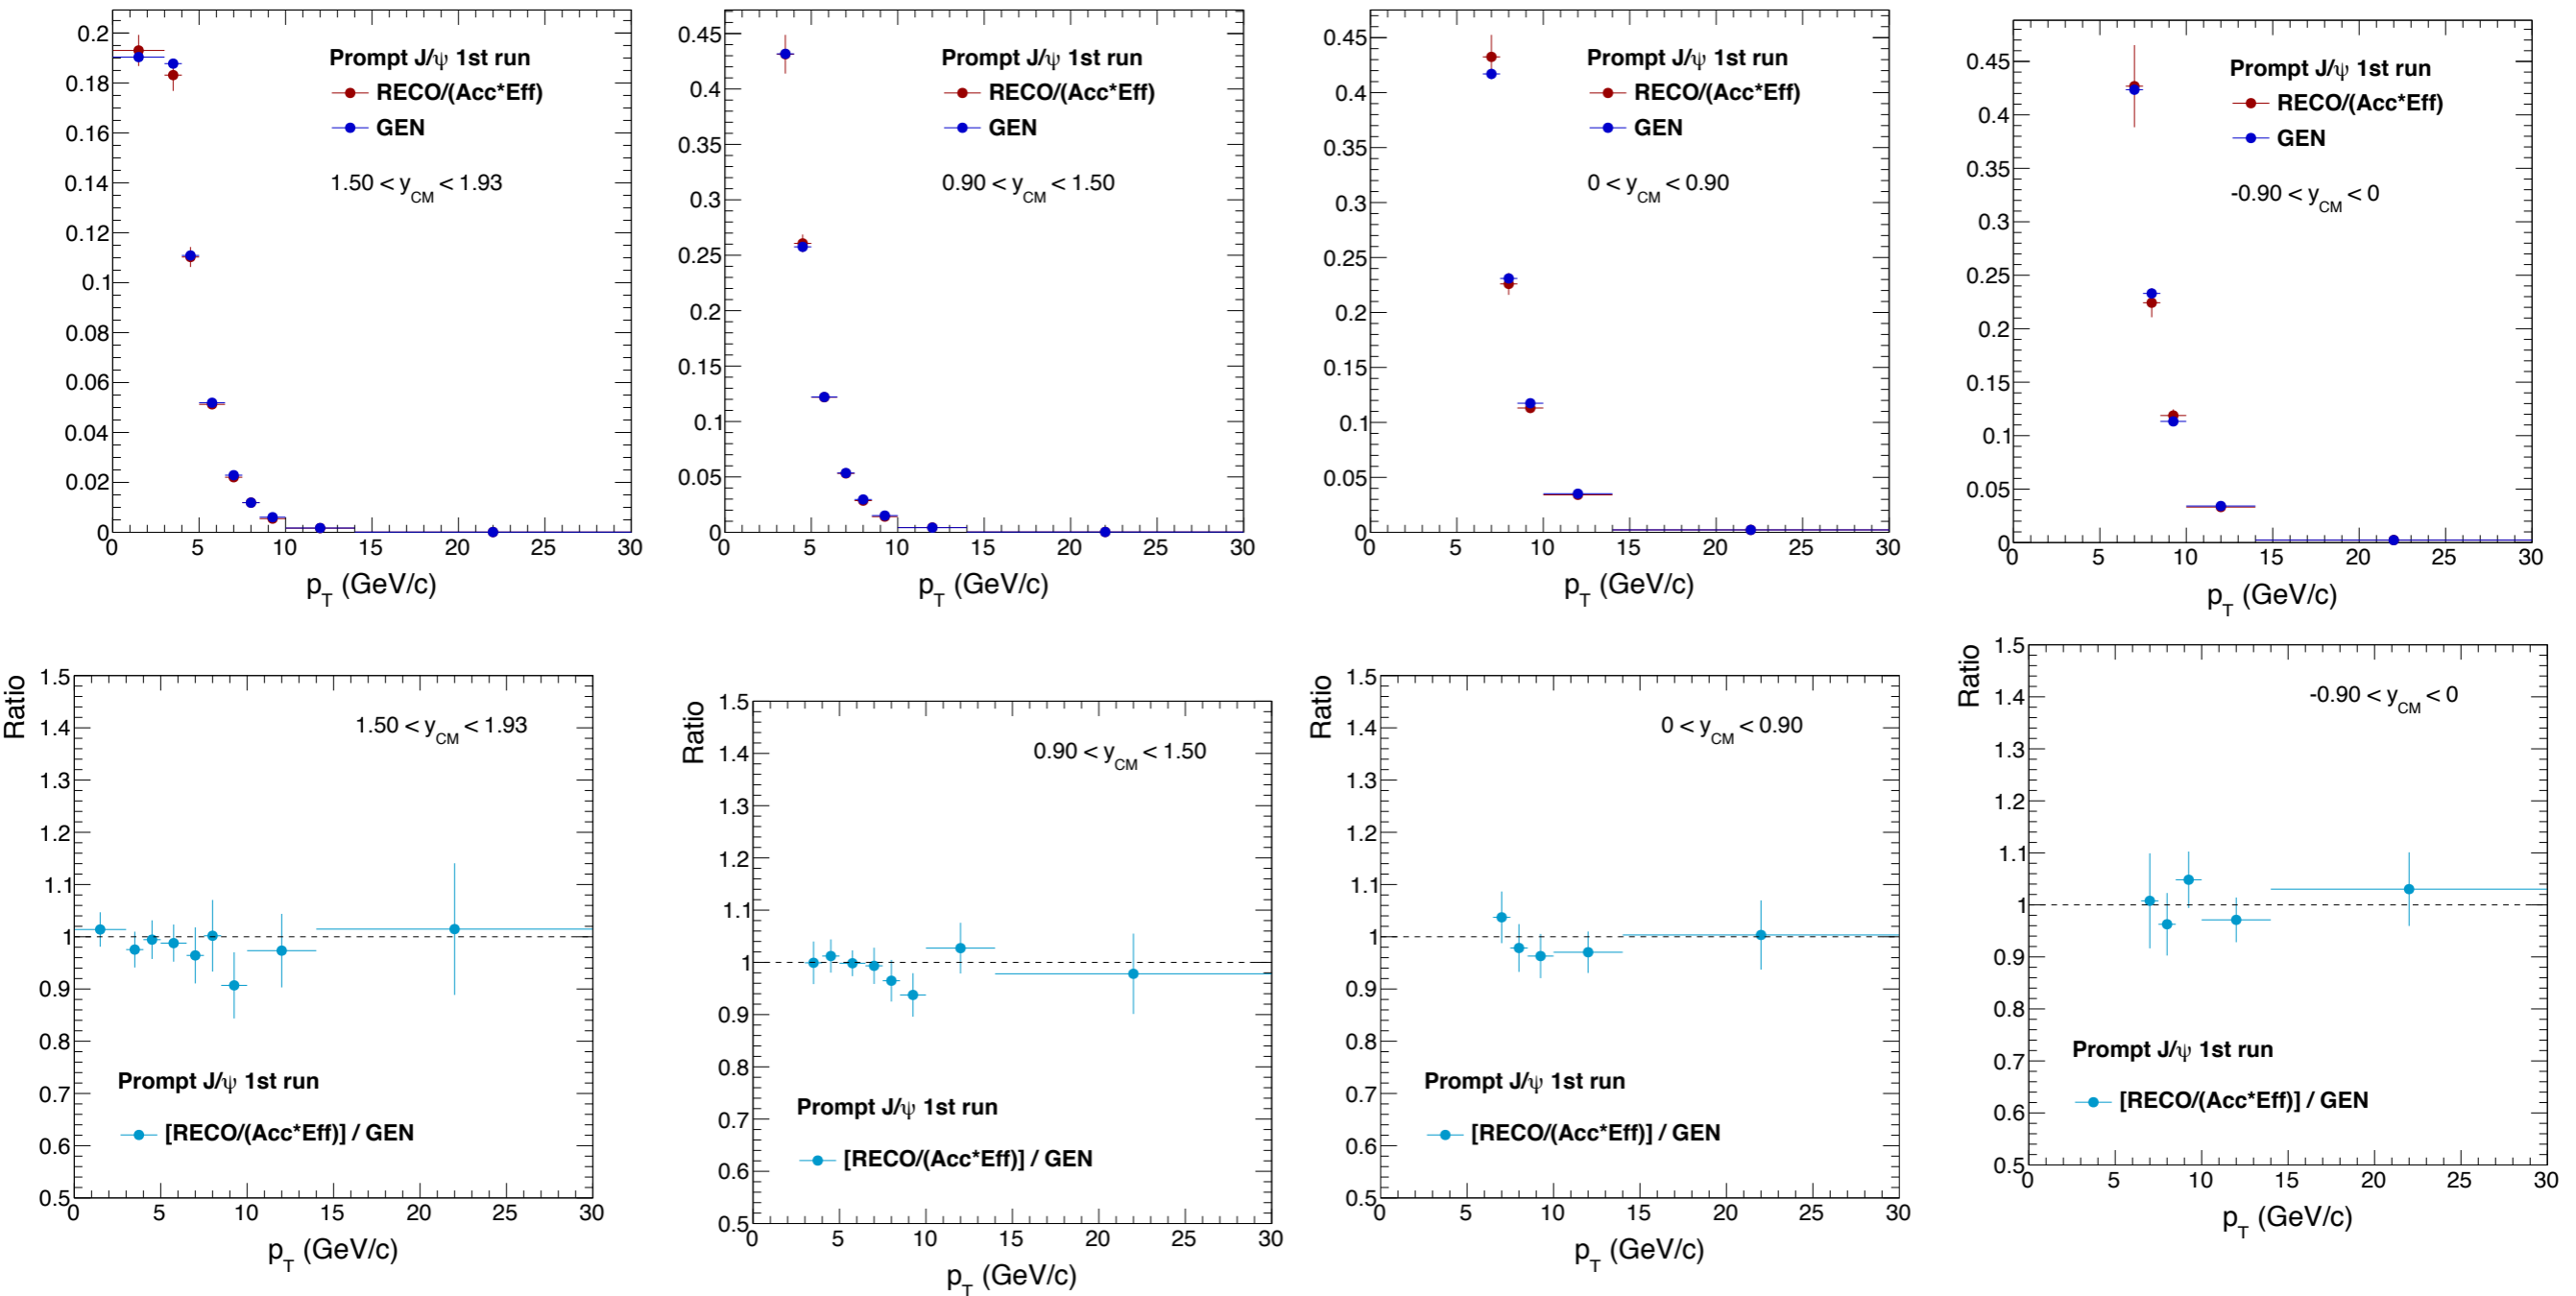 Prompt J/ψ 1st run
RECO/(Acc*Eff)
GEN
1.50 < y_CM < 1.93
0.2
0.18
0.16
0.14
0.12
0.1
0.08
0.06
0.04
0.02
0
0 5 10 15 20 25 30
p_T (GeV/c)
Prompt J/ψ 1st run
RECO/(Acc*Eff)
GEN
0.90 < y_CM < 1.50
0.45
0.4
0.35
0.3
0.25
0.2
0.15
0.1
0.05
0
0 5 10 15 20 25 30
p_T (GeV/c)
Prompt J/ψ 1st run
RECO/(Acc*Eff)
GEN
0 < y_CM < 0.90
0.45
0.4
0.35
0.3
0.25
0.2
0.15
0.1
0.05
0
0 5 10 15 20 25 30
p_T (GeV/c)
Prompt J/ψ 1st run
RECO/(Acc*Eff)
GEN
-0.90 < y_CM < 0
0.45
0.4
0.35
0.3
0.25
0.2
0.15
0.1
0.05
0
0 5 10 15 20 25 30
p_T (GeV/c)
Ratio
1.50 < y_CM < 1.93
1.5
1.4
1.3
1.2
1.1
1
0.9
0.8
0.7
0.6
0.5
Prompt J/ψ 1st run
[RECO/(Acc*Eff)] / GEN
0 5 10 15 20 25 30
p_T (GeV/c)
Ratio
0.90 < y_CM < 1.50
1.5
1.4
1.3
1.2
1.1
1
0.9
0.8
0.7
0.6
0.5
Prompt J/ψ 1st run
[RECO/(Acc*Eff)] / GEN
0 5 10 15 20 25 30
p_T (GeV/c)
Ratio
0 < y_CM < 0.90
1.5
1.4
1.3
1.2
1.1
1
0.9
0.8
0.7
0.6
0.5
Prompt J/ψ 1st run
[RECO/(Acc*Eff)] / GEN
0 5 10 15 20 25 30
p_T (GeV/c)
Ratio
-0.90 < y_CM < 0
1.5
1.4
1.3
1.2
1.1
1
0.9
0.8
0.7
0.6
0.5
Prompt J/ψ 1st run
[RECO/(Acc*Eff)] / GEN
0 5 10 15 20 25 30
p_T (GeV/c)